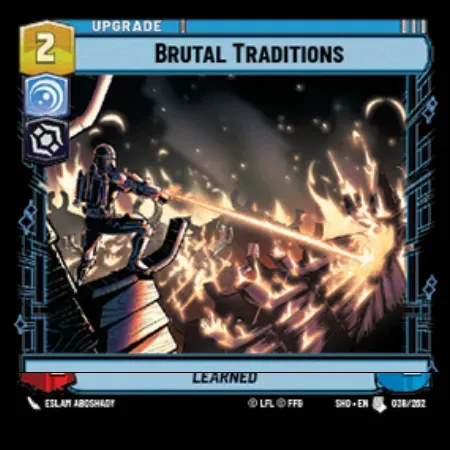 UPGRADE
2
BRUTAL TRADITIONS
LEARNED
ESLAM ABOSHADY
© LFL © FFG
SHD • EN
038/262